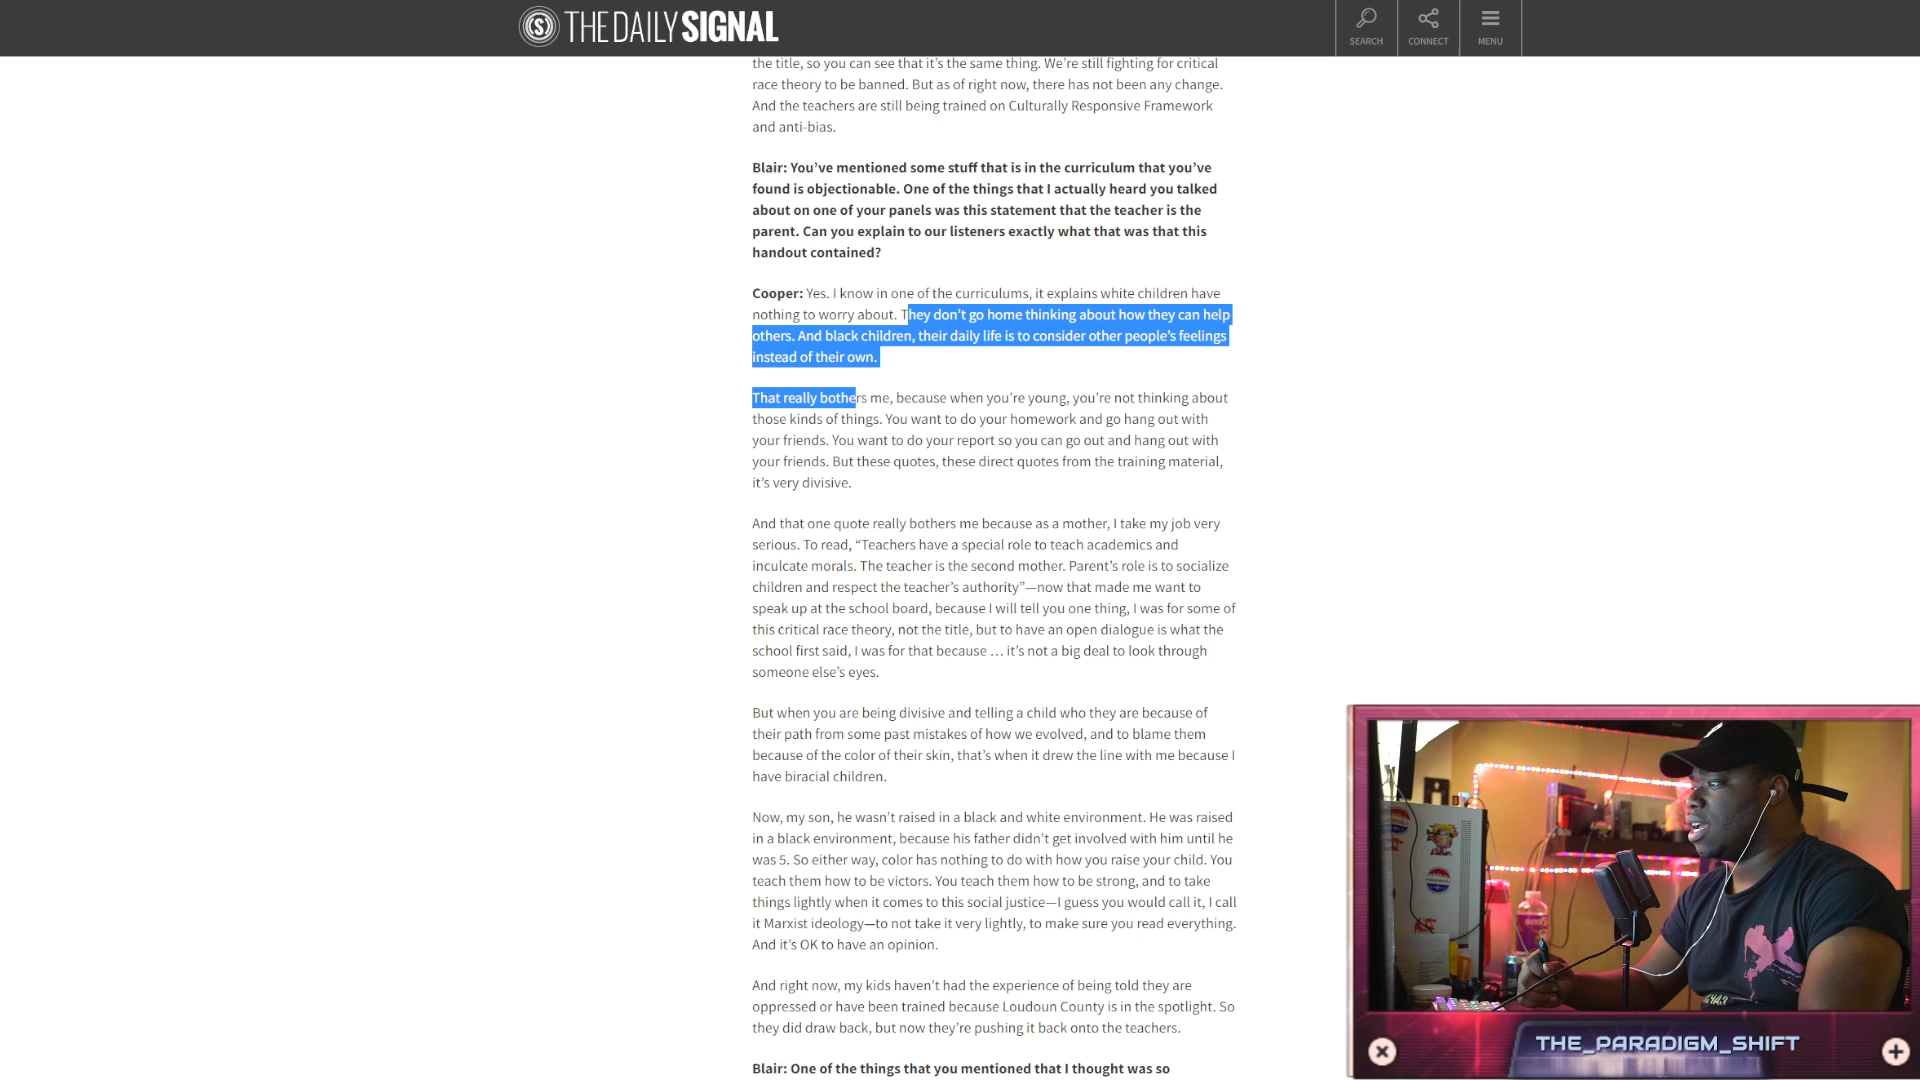 THE DAILY SIGNAL
SEARCH
CONNECT
MENU
the title, so you can see that it’s the same thing. We’re still fighting for critical
race theory to be banned. But as of right now, there has not been any change.
And the teachers are still being trained on Culturally Responsive Framework
and anti-bias.
Blair: You’ve mentioned some stuff that is in the curriculum that you’ve
found is objectionable. One of the things that I actually heard you talked
about on one of your panels was this statement that the teacher is the
parent. Can you explain to our listeners exactly what that was that this
handout contained?
Cooper: Yes. I know in one of the curriculums, it explains white children have
nothing to worry about. They don’t go home thinking about how they can help
others. And black children, their daily life is to consider other people’s feelings
instead of their own.
That really bothers me, because when you’re young, you’re not thinking about
those kinds of things. You want to do your homework and go hang out with
your friends. You want to do your report so you can go out and hang out with
your friends. But these quotes, these direct quotes from the training material,
it’s very divisive.
And that one quote really bothers me because as a mother, I take my job very
serious. To read, “Teachers have a special role to teach academics and
inculcate morals. The teacher is the second mother. Parent’s role is to socialize
children and respect the teacher’s authority”—now that made me want to
speak up at the school board, because I will tell you one thing, I was for some of
this critical race theory, not the title, but to have an open dialogue is what the
school first said, I was for that because … it’s not a big deal to look through
someone else’s eyes.
But when you are being divisive and telling a child who they are because of
their path from some past mistakes of how we evolved, and to blame them
because of the color of their skin, that’s when it drew the line with me because I
have biracial children.
Now, my son, he wasn’t raised in a black and white environment. He was raised
in a black environment, because his father didn’t get involved with him until he
was 5. So either way, color has nothing to do with how you raise your child. You
teach them how to be victors. You teach them how to be strong, and to take
things lightly when it comes to this social justice—I guess you would call it, I call
it Marxist ideology—to not take it very lightly, to make sure you read everything.
And it’s OK to have an opinion.
And right now, my kids haven’t had the experience of being told they are
oppressed or have been trained because Loudoun County is in the spotlight. So
they did draw back, but now they’re pushing it back onto the teachers.
Blair: One of the things that you mentioned that I thought was so
THE_PARADIGM_SHIFT